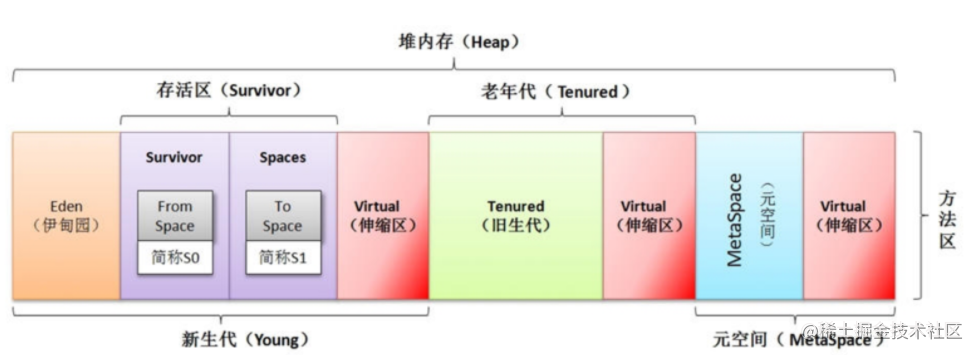 堆内存（Heap）
存活区（Survivor）
老年代（ Tenured ）
Eden
（伊甸园）
Survivor
From
Space
简称S0
Spaces
To
Space
简称S1
Virtual
（伸缩区）
Tenured
（旧生代）
Virtual
（伸缩区）
MetaSpace
（元空间）
Virtual
（伸缩区）
方法区
新生代（Young）
元空间（ MetaSpace ）
@稀土掘金技术社区